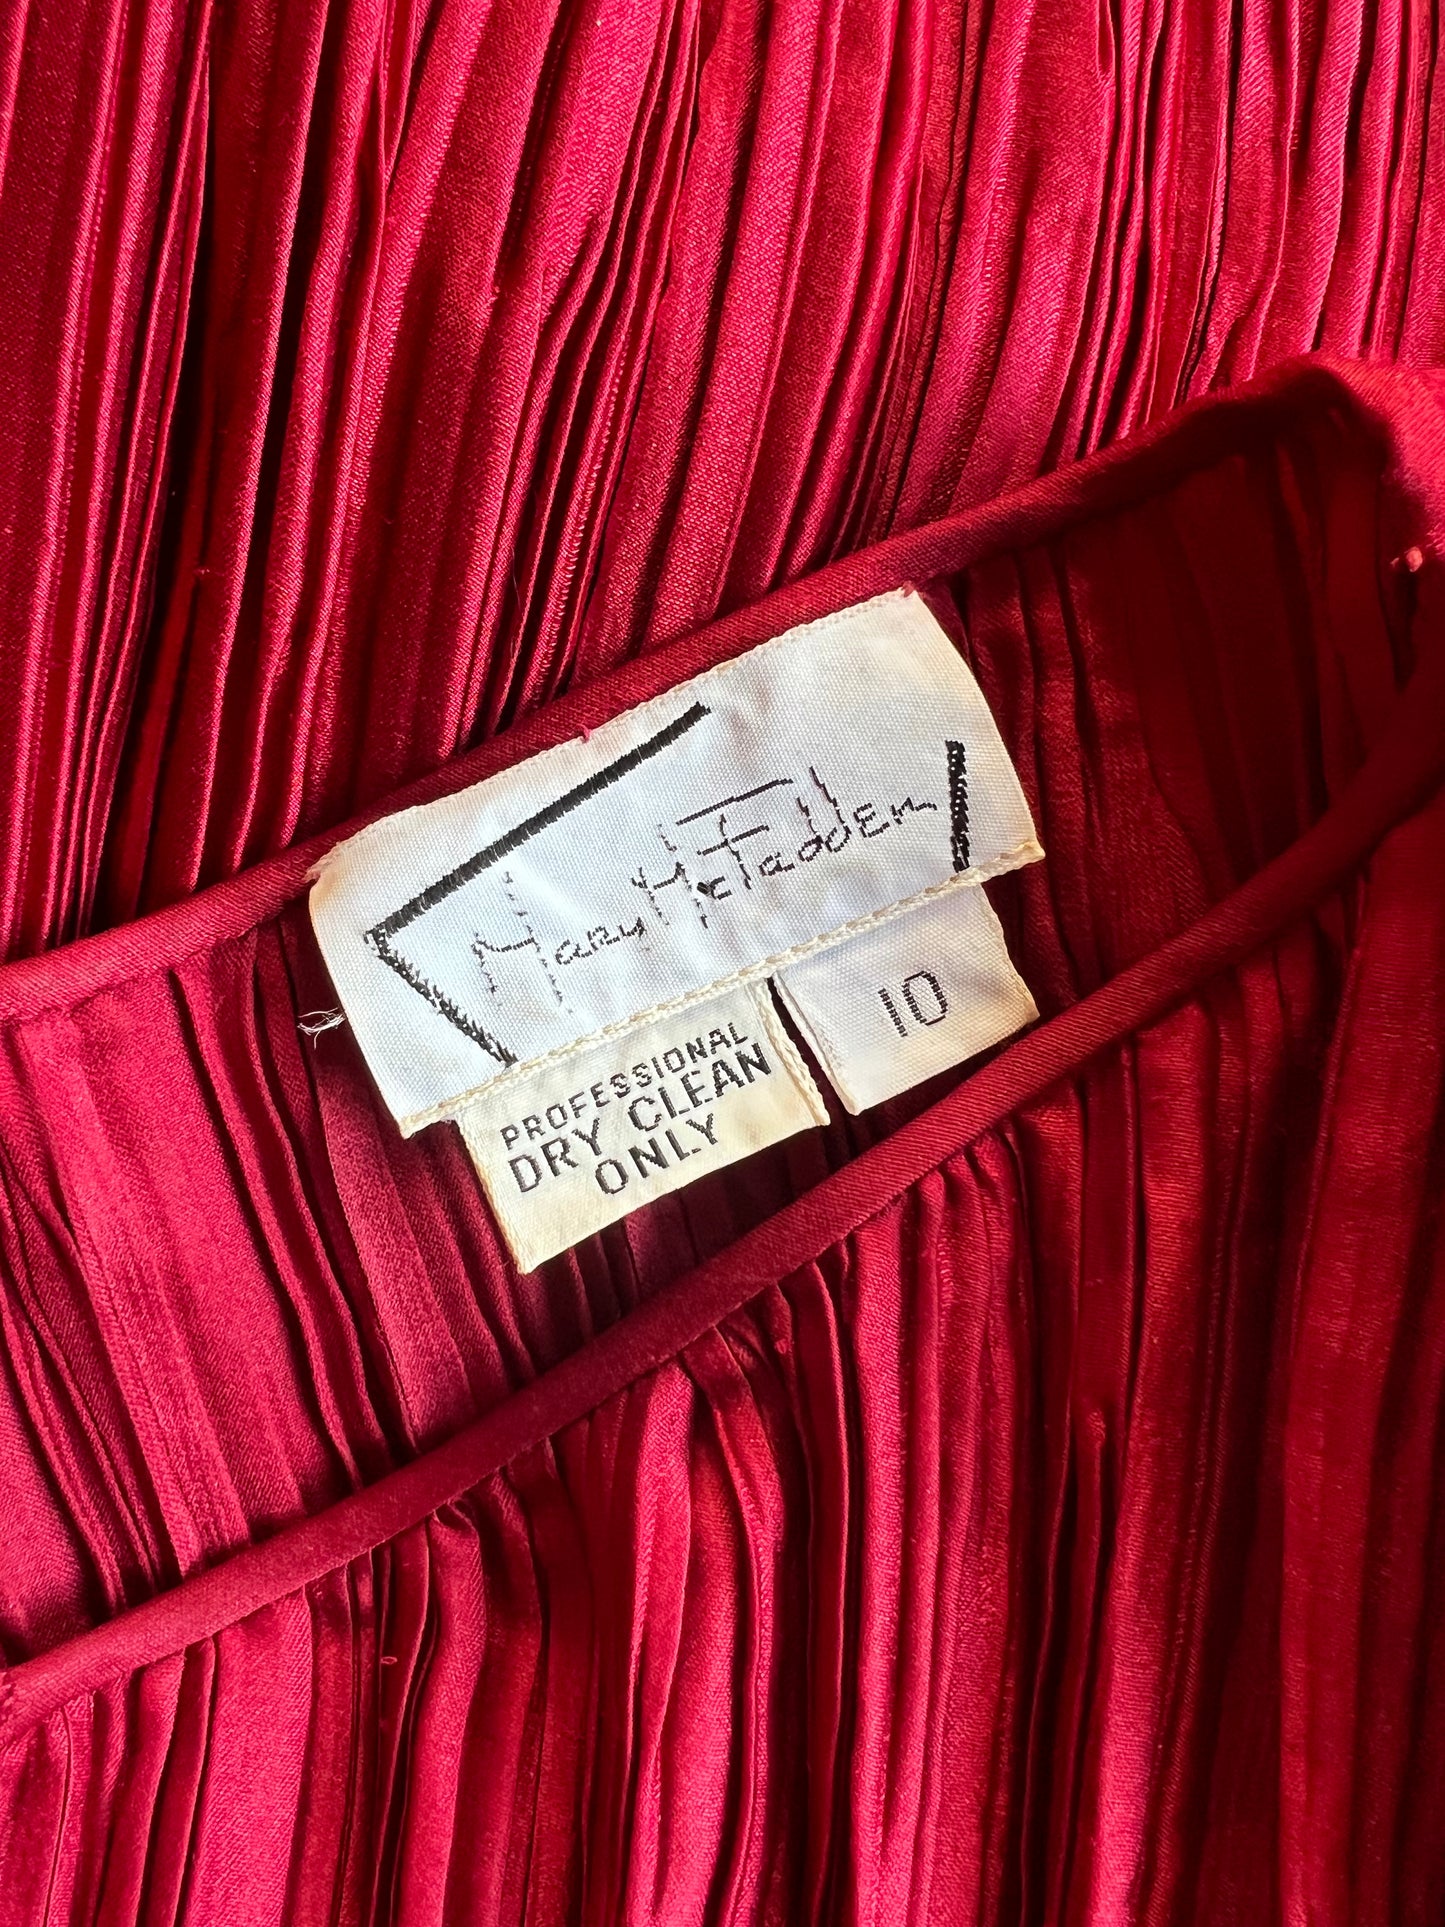 Mary McFadden
10
PROFESSIONAL
DRY CLEAN
ONLY